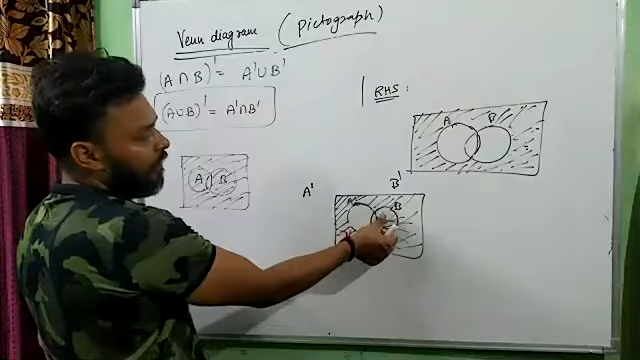 Venn diagram (Pictograph)
(A ∩ B)' = A' ∪ B'
(A ∪ B)' = A' ∩ B'
RHS :
A B
A B
A' B'
A B